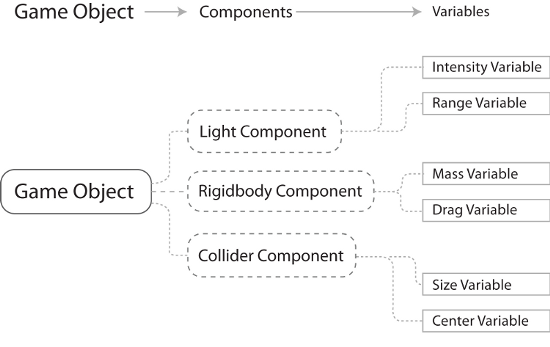 Game Object
Components
Variables
Intensity Variable
Range Variable
Light Component
Mass Variable
Game Object
Rigidbody Component
Drag Variable
Collider Component
Size Variable
Center Variable